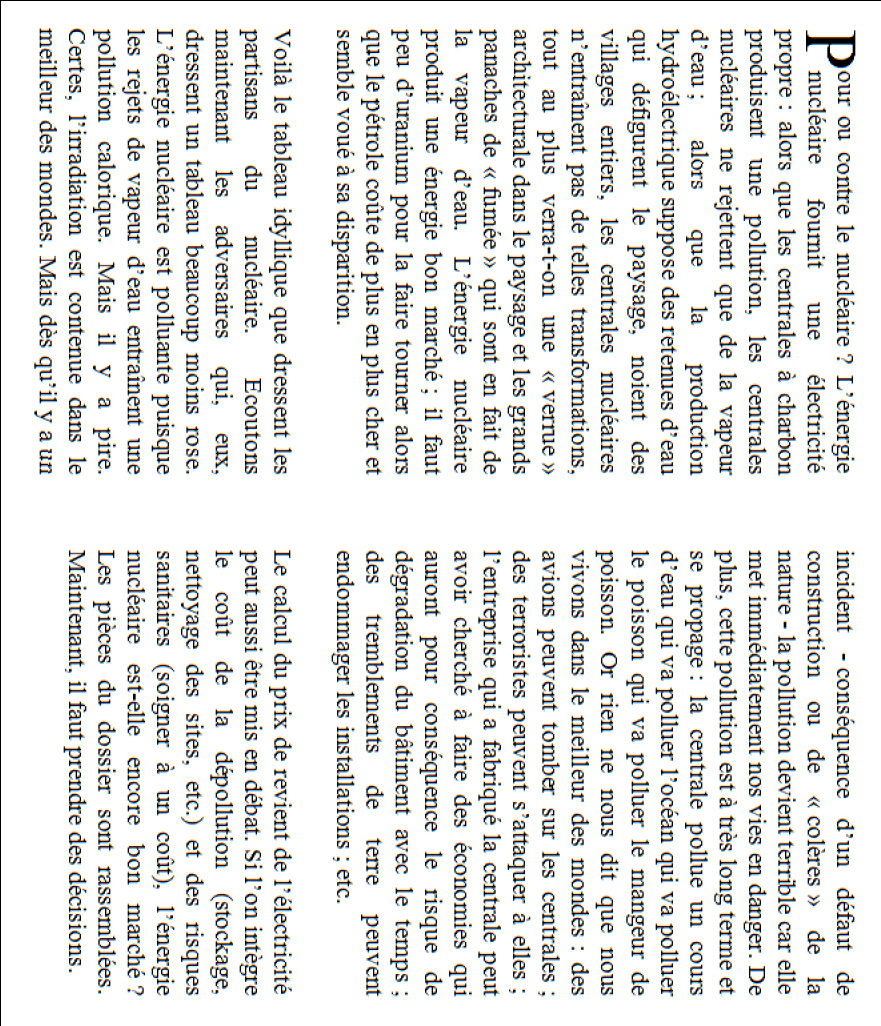 Pour ou contre le nucléaire ? L'énergie
nucléaire fournit une électricité
propre : alors que les centrales à charbon
produisent une pollution, les centrales
nucléaires ne rejettent que de la vapeur
d'eau ; alors que la production
hydroélectrique suppose des retenues d'eau
qui défigurent le paysage, noient des
villages entiers, les centrales nucléaires
n'entraînent pas de telles transformations,
tout au plus verra-t-on une « verrue »
architecturale dans le paysage et les grands
panaches de « fumée » qui sont en fait de
la vapeur d'eau. L'énergie nucléaire
produit une énergie bon marché ; il faut
peu d'uranium pour la faire tourner alors
que le pétrole coûte de plus en plus cher et
semble voué à sa disparition.
Voilà le tableau idyllique que dressent les
partisans du nucléaire. Ecoutons
maintenant les adversaires qui, eux,
dressent un tableau beaucoup moins rose.
L'énergie nucléaire est polluante puisque
les rejets de vapeur d'eau entraînent une
pollution calorique. Mais il y a pire.
Certes, l'irradiation est contenue dans le
meilleur des mondes. Mais dès qu'il y a un
incident - conséquence d'un défaut de
construction ou de « colères » de la
nature - la pollution devient terrible car elle
met immédiatement nos vies en danger. De
plus, cette pollution est à très long terme et
se propage : la centrale pollue un cours
d'eau qui va polluer l'océan qui va polluer
le poisson qui va polluer le mangeur de
poisson. Or rien ne nous dit que nous
vivons dans le meilleur des mondes : des
avions peuvent tomber sur les centrales ;
des terroristes peuvent s'attaquer à elles ;
l'entreprise qui a fabriqué la centrale peut
avoir cherché à faire des économies qui
auront pour conséquence le risque de
dégradation du bâtiment avec le temps ;
des tremblements de terre peuvent
endommager les installations ; etc.
Le calcul du prix de revient de l'électricité
peut aussi être mis en débat. Si l'on intègre
le coût de la dépollution (stockage,
nettoyage des sites, etc.) et des risques
sanitaires (soigner à un coût), l'énergie
nucléaire est-elle encore bon marché ?
Les pièces du dossier sont rassemblées.
Maintenant, il faut prendre des décisions.